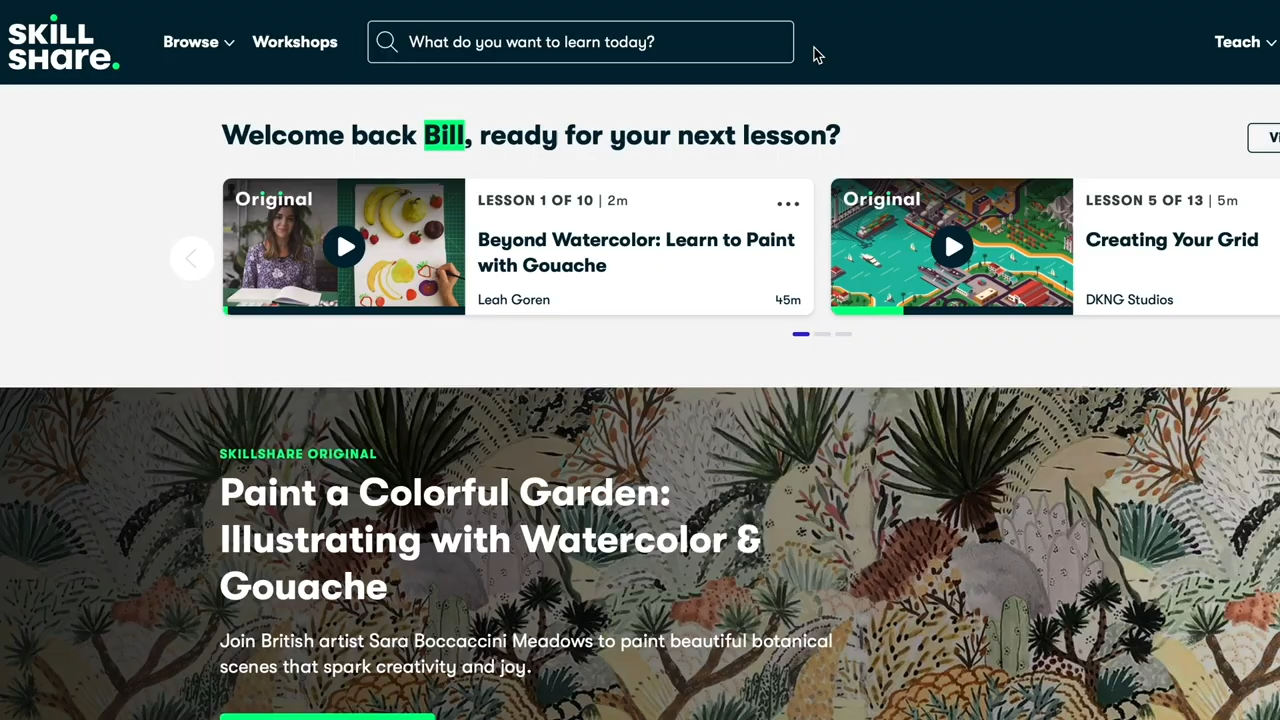 SKILL
SHare.
Browse
Workshops
What do you want to learn today?
Teach
Welcome back Bill, ready for your next lesson?
Original
LESSON 1 OF 10 | 2m
Beyond Watercolor: Learn to Paint
with Gouache
Leah Goren
45m
Original
LESSON 5 OF 13 | 5m
Creating Your Grid
DKNG Studios
SKILLSHARE ORIGINAL
Paint a Colorful Garden:
Illustrating with Watercolor &
Gouache
Join British artist Sara Boccaccini Meadows to paint beautiful botanical
scenes that spark creativity and joy.